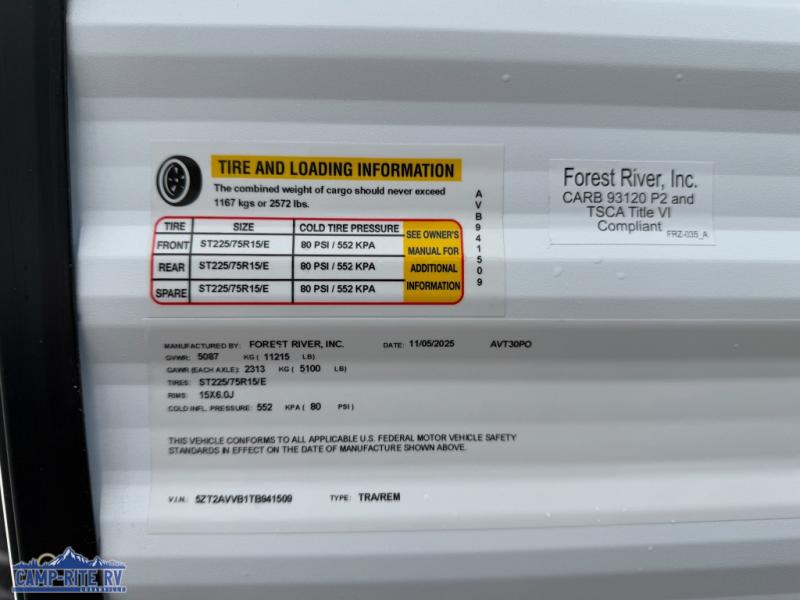 TIRE AND LOADING INFORMATION
The combined weight of cargo should never exceed
1167 kgs or 2572 lbs.
TIRE SIZE COLD TIRE PRESSURE SEE OWNER'S MANUAL FOR ADDITIONAL INFORMATION
FRONT ST225/75R15/E 80 PSI / 552 KPA
REAR ST225/75R15/E 80 PSI / 552 KPA
SPARE ST225/75R15/E 80 PSI / 552 KPA
AVB941509
Forest River, Inc.
CARB 93120 P2 and
TSCA Title VI
Compliant
FRZ-035_A
MANUFACTURED BY: FOREST RIVER, INC. DATE: 11/05/2025 AVT30PO
GVWR: 5087 KG ( 11215 LB)
GAWR (EACH AXLE): 2313 KG ( 5100 LB)
TIRES: ST225/75R15/E
RIMS: 15X6.0J
COLD INFL. PRESSURE: 552 KPA ( 80 PSI )
THIS VEHICLE CONFORMS TO ALL APPLICABLE U.S. FEDERAL MOTOR VEHICLE SAFETY
STANDARDS IN EFFECT ON THE DATE OF MANUFACTURE SHOWN ABOVE.
V.I.N.: 5ZT2AVVB1TB941509 TYPE: TRA/REM
CAMP-RITE RV